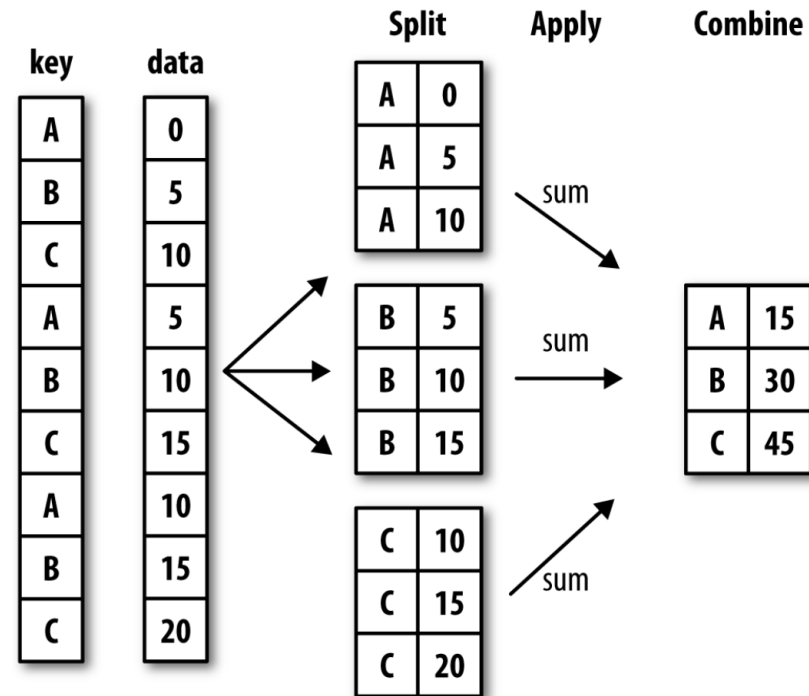 Split Apply Combine
key data
A 0
B 5
C 10
A 5
B 10
C 15
A 10
B 15
C 20
A 0
A 5
A 10
B 5
B 10
B 15
C 10
C 15
C 20
sum
sum
sum
A 15
B 30
C 45